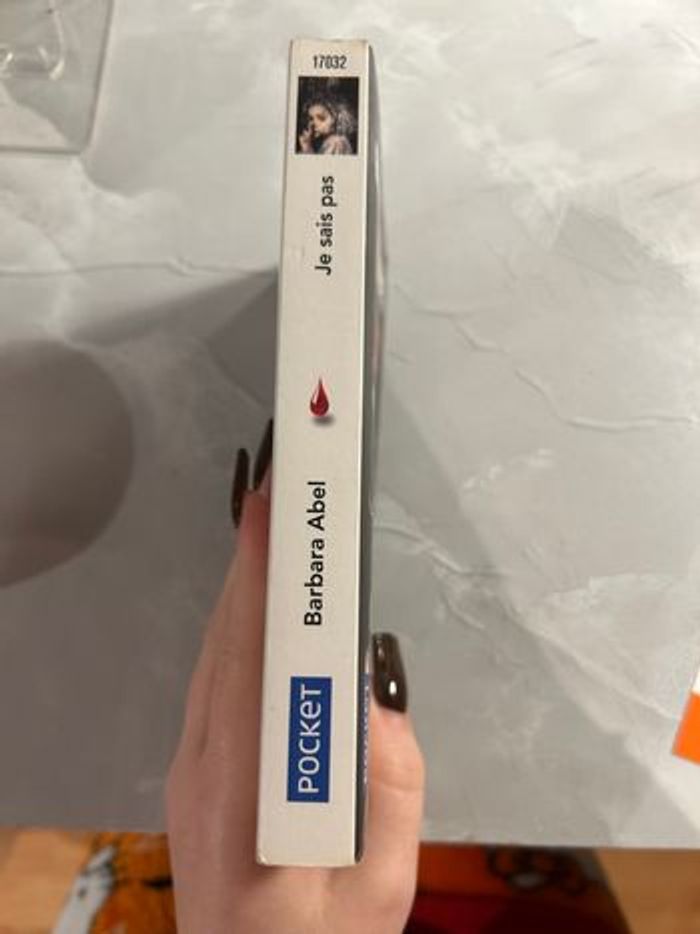 17032
Je sais pas
Barbara Abel
POCKET